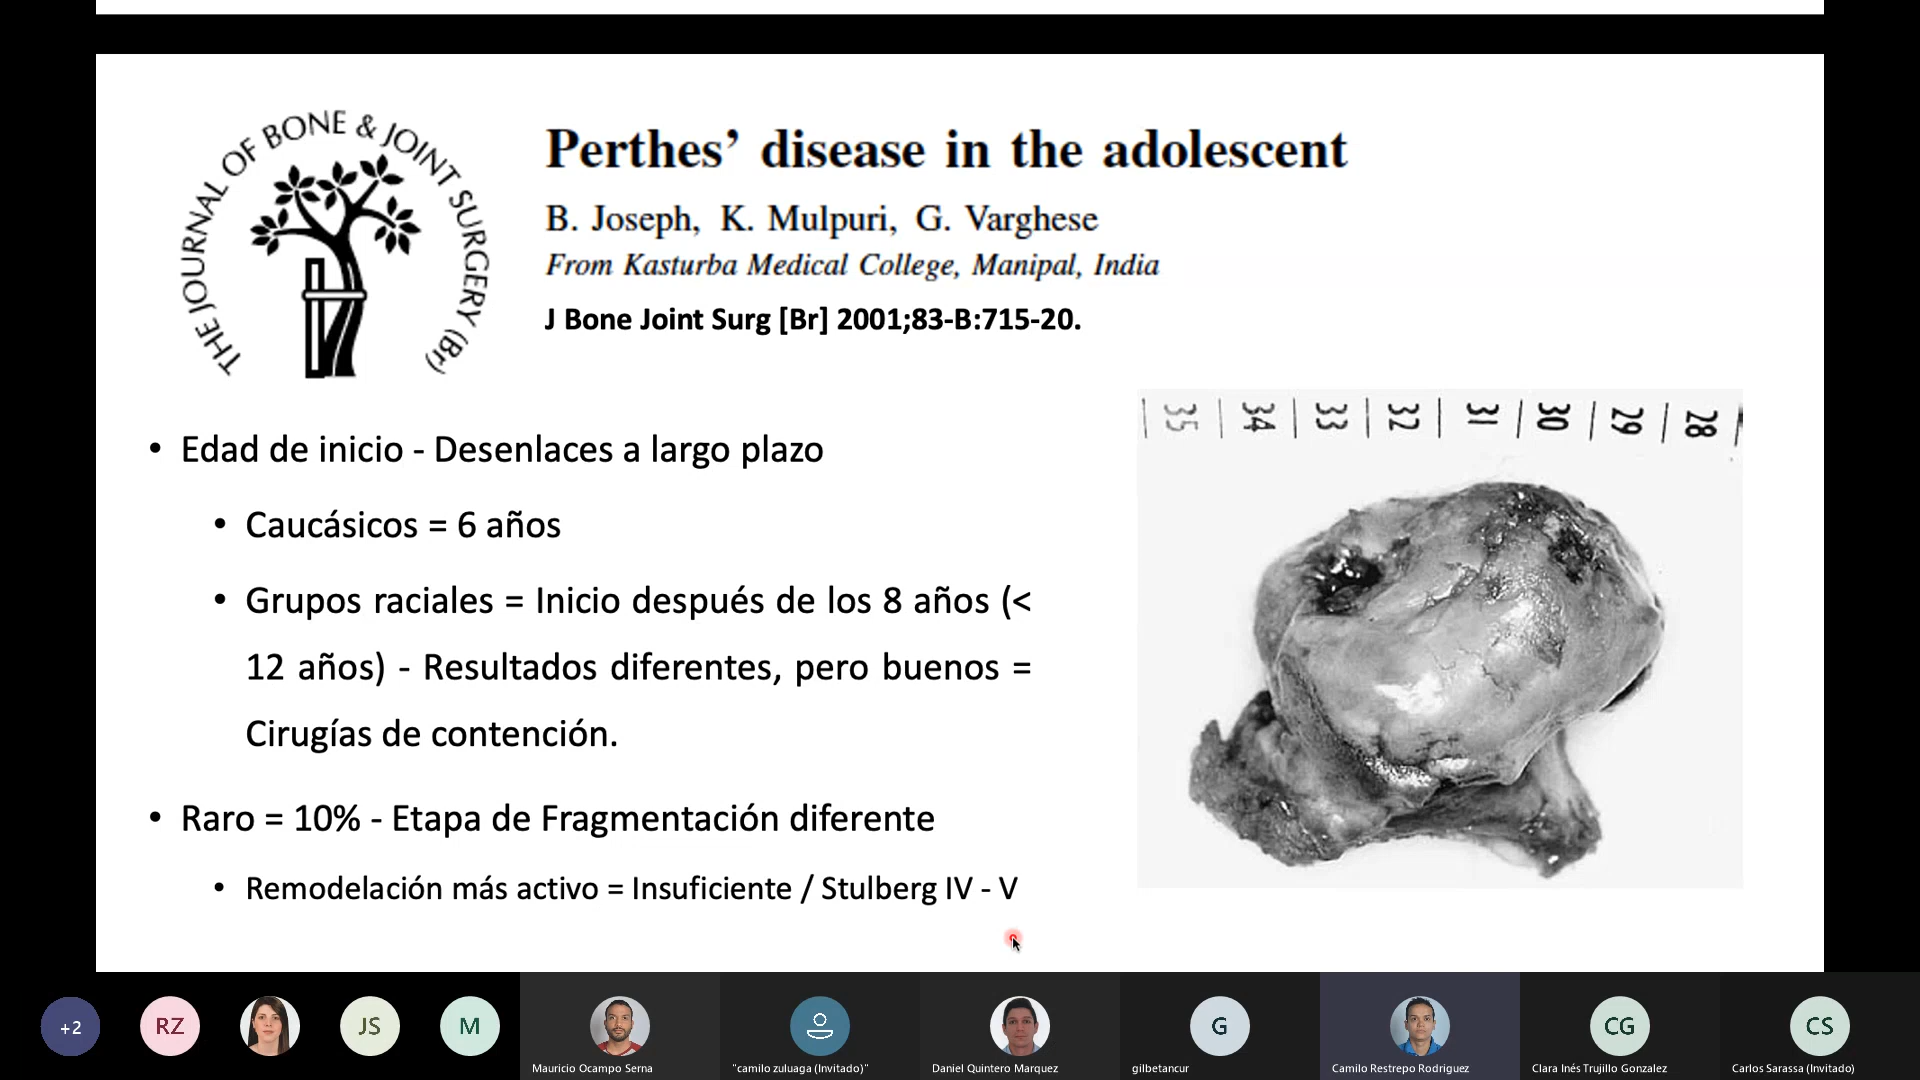 THE JOURNAL OF BONE & JOINT SURGERY (Br)
Perthes’ disease in the adolescent
B. Joseph, K. Mulpuri, G. Varghese
From Kasturba Medical College, Manipal, India
J Bone Joint Surg [Br] 2001;83-B:715-20.
• Edad de inicio - Desenlaces a largo plazo
• Caucásicos = 6 años
• Grupos raciales = Inicio después de los 8 años (<
12 años) - Resultados diferentes, pero buenos =
Cirugías de contención.
• Raro = 10% - Etapa de Fragmentación diferente
• Remodelación más activo = Insuficiente / Stulberg IV - V
35 34 33 32 31 30 29 28
+2
RZ
JS
M
G
CG
CS
Mauricio Ocampo Serna
"camilo zuluaga (Invitado)"
Daniel Quintero Marquez
gilbetancur
Camilo Restrepo Rodriguez
Clara Inés Trujillo Gonzalez
Carlos Sarassa (Invitado)